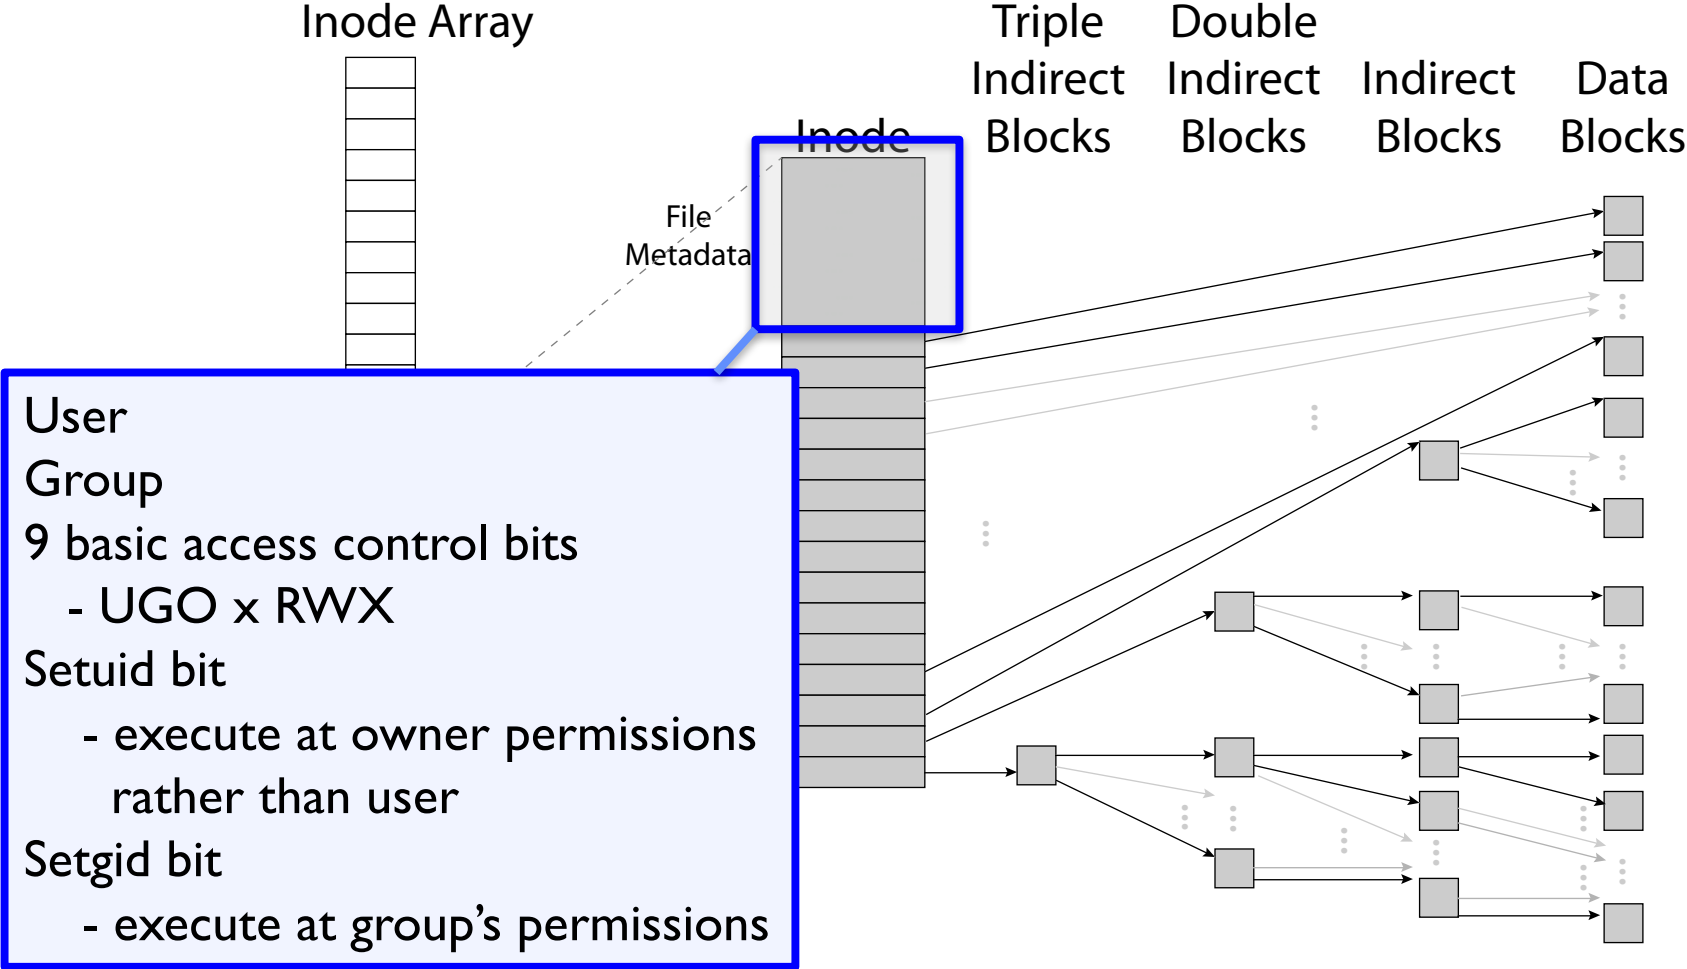 Inode Array
Triple
Indirect
Blocks
Double
Indirect
Blocks
Indirect
Blocks
Data
Blocks
Inode
File
Metadata
User
Group
9 basic access control bits
- UGO x RWX
Setuid bit
- execute at owner permissions
rather than user
Setgid bit
- execute at group’s permissions